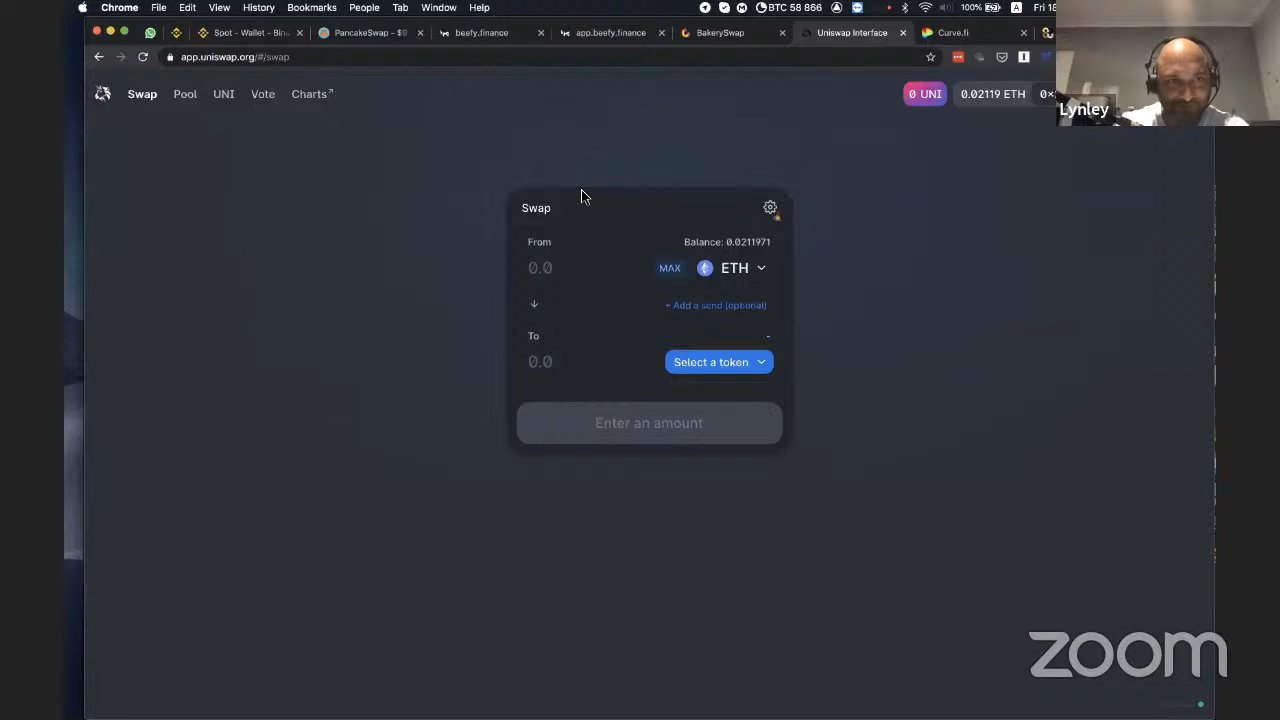 Chrome File Edit View History Bookmarks People Tab Window Help BTC 58 866 100% A Fri 18
Spot - Wallet - Bin PancakeSwap - $9 beefy.finance app.beefy.finance BakerySwap Uniswap Interface Curve.fi
app.uniswap.org/#/swap
Swap Pool UNI Vote Charts 0 UNI 0.02119 ETH
Lynley
Swap
From Balance: 0.0211971
0.0 MAX ETH
+ Add a send (optional)
To -
0.0 Select a token
Enter an amount
zoom